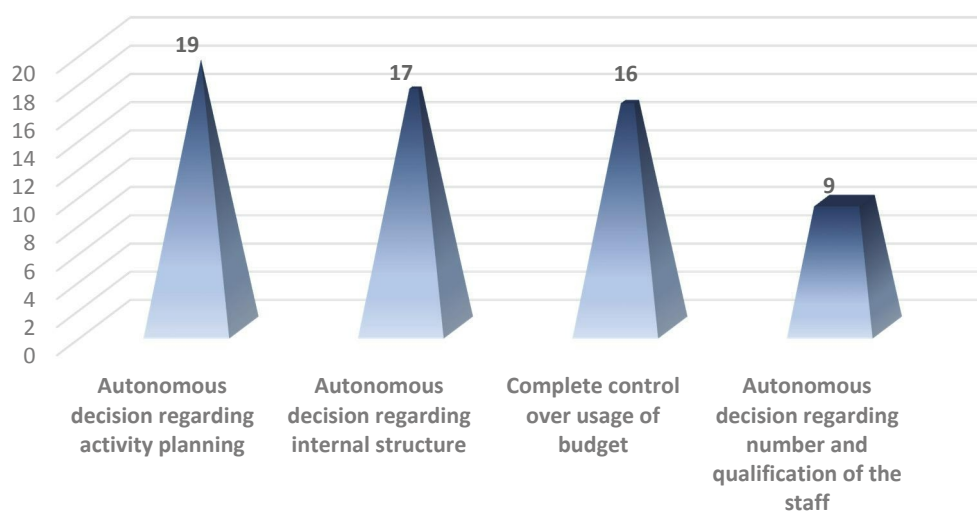 19
17
16
9
20
18
16
14
12
10
8
6
4
2
0
Autonomous
decision regarding
activity planning
Autonomous
decision regarding
internal structure
Complete control
over usage of
budget
Autonomous
decision regarding
number and
qualification of the
staff